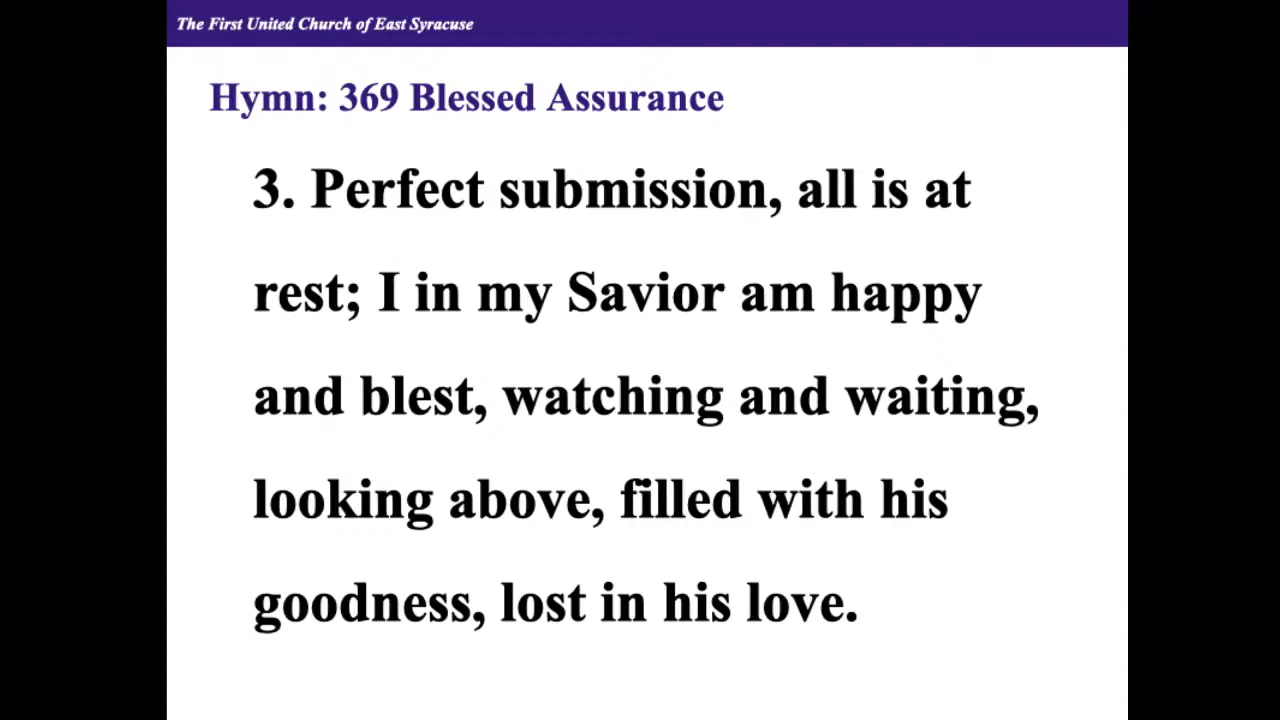 The First United Church of East Syracuse
Hymn: 369 Blessed Assurance
3. Perfect submission, all is at
rest; I in my Savior am happy
and blest, watching and waiting,
looking above, filled with his
goodness, lost in his love.